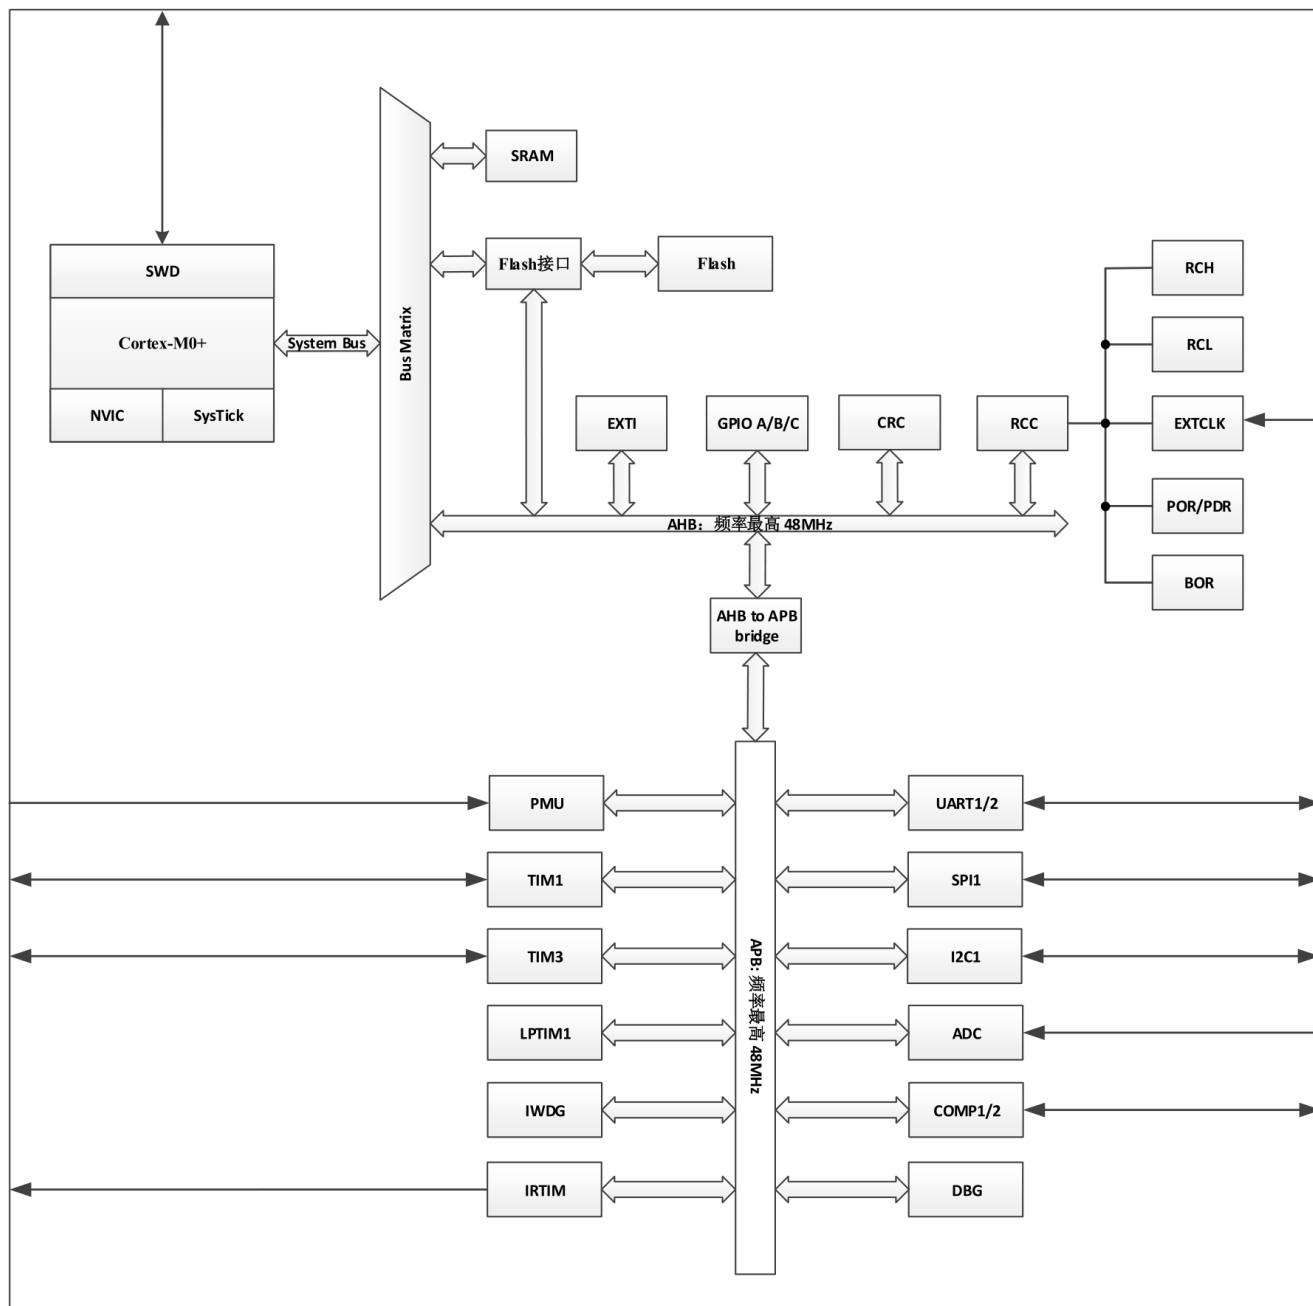 SRAM
SWD
Flash接口
Flash
RCH
Cortex-M0+
System Bus
Bus Matrix
RCL
NVIC
SysTick
EXTI
GPIO A/B/C
CRC
RCC
EXTCLK
POR/PDR
AHB：频率最高 48MHz
BOR
AHB to APB
bridge
PMU
UART1/2
TIM1
SPI1
TIM3
I2C1
APB: 频率最高 48MHz
LPTIM1
ADC
IWDG
COMP1/2
IRTIM
DBG